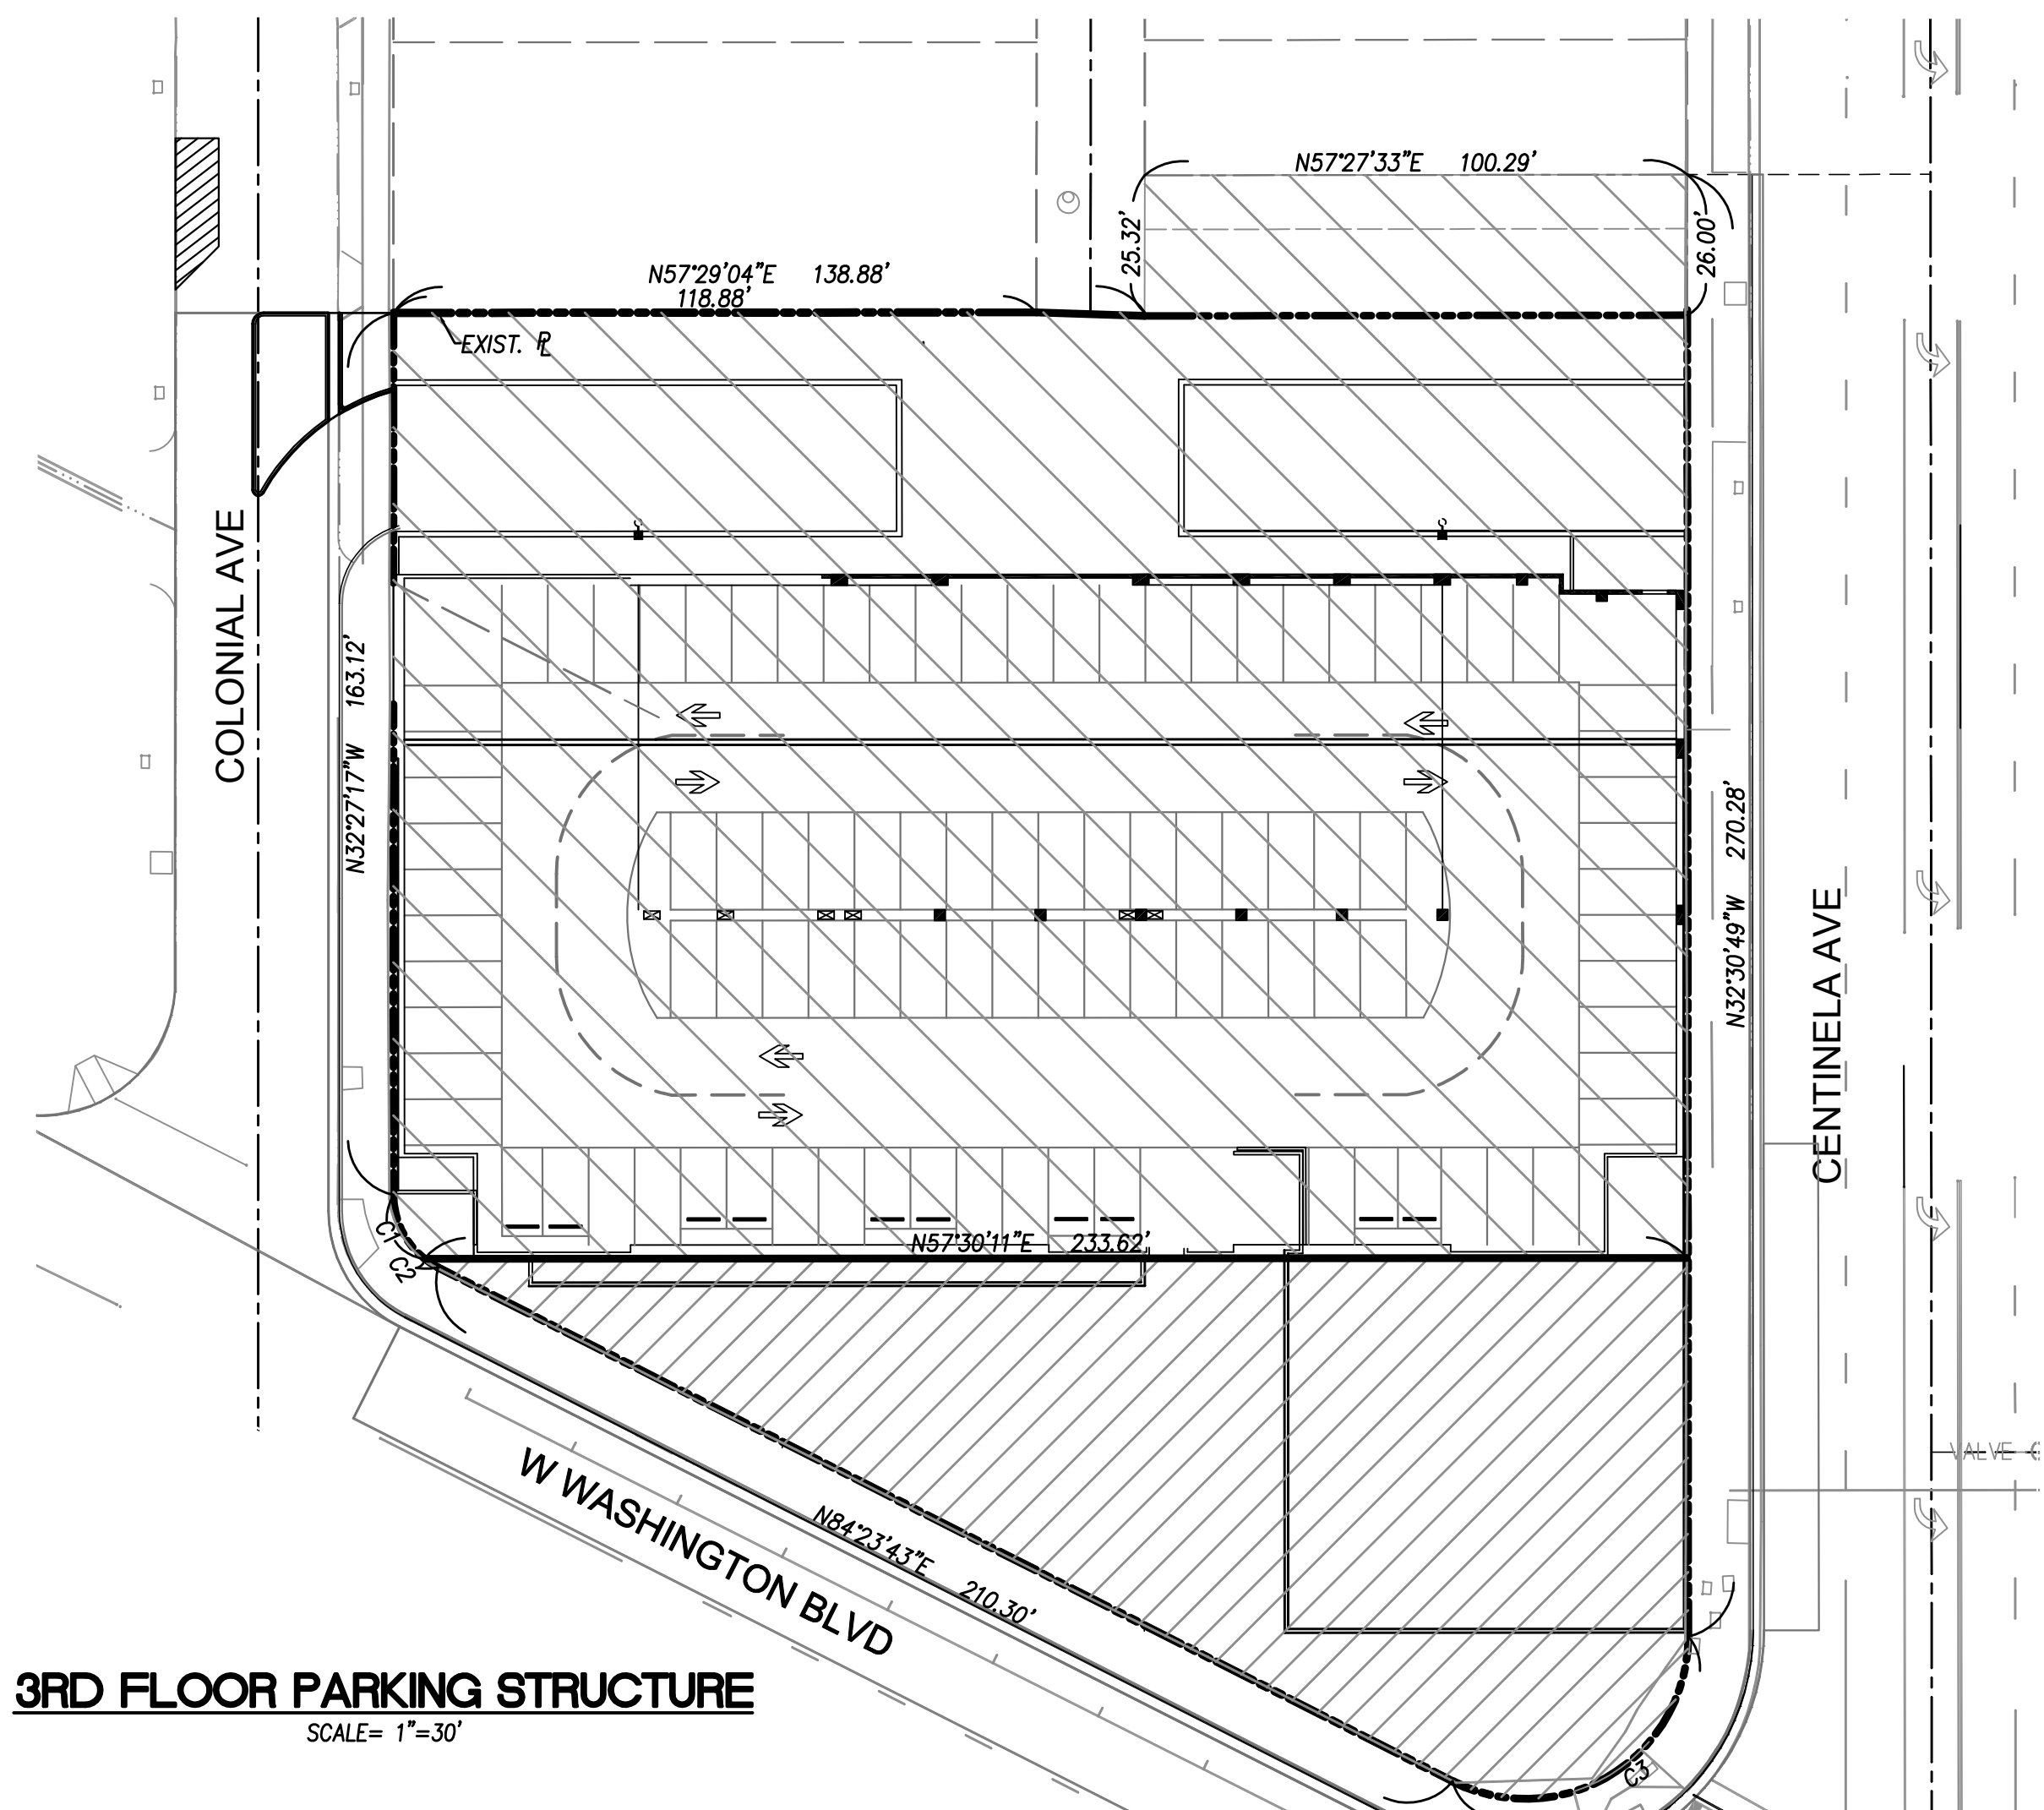 N57°27'33"E 100.29'
25.32'
26.00'
N57°29'04"E 138.88'
118.88'
EXIST. PL
COLONIAL AVE
N32°27'17"W 163.12'
N32°30'49"W 270.28'
CENTINELA AVE
C1
C2
N57°30'11"E 233.62'
VALVE
W WASHINGTON BLVD
N84°23'43"E 210.30'
C3
3RD FLOOR PARKING STRUCTURE
SCALE= 1"=30'